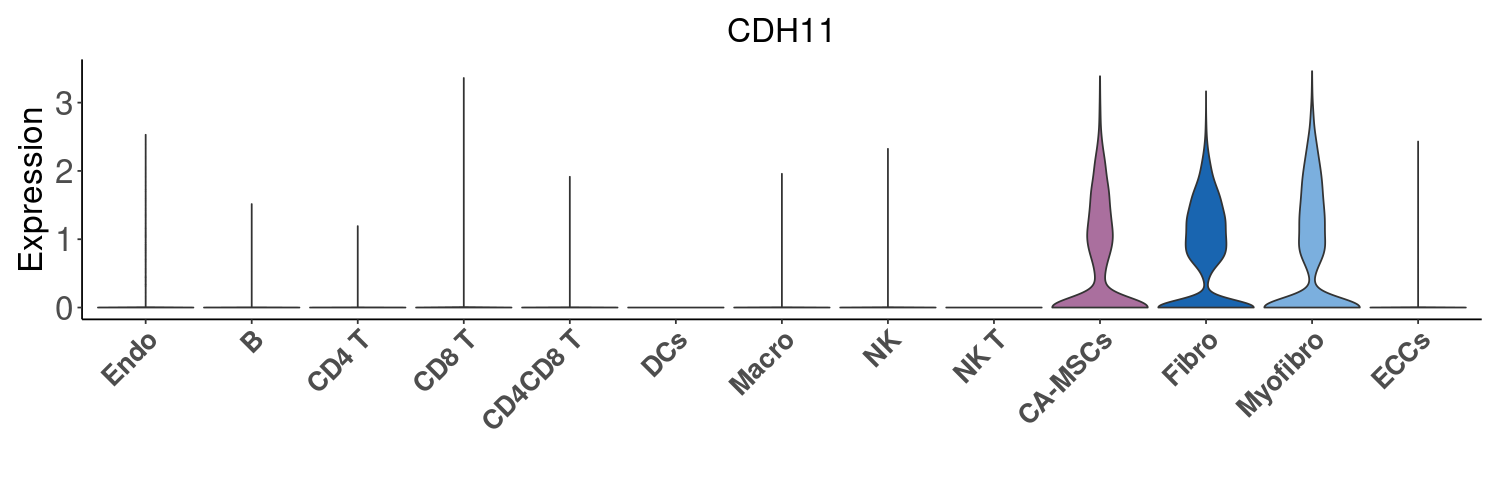 CDH11
Expression
3
2
1
0
Endo
B
CD4 T
CD8 T
CD4CD8 T
DCs
Macro
NK
NK T
CA-MSCs
Fibro
Myofibro
ECCs